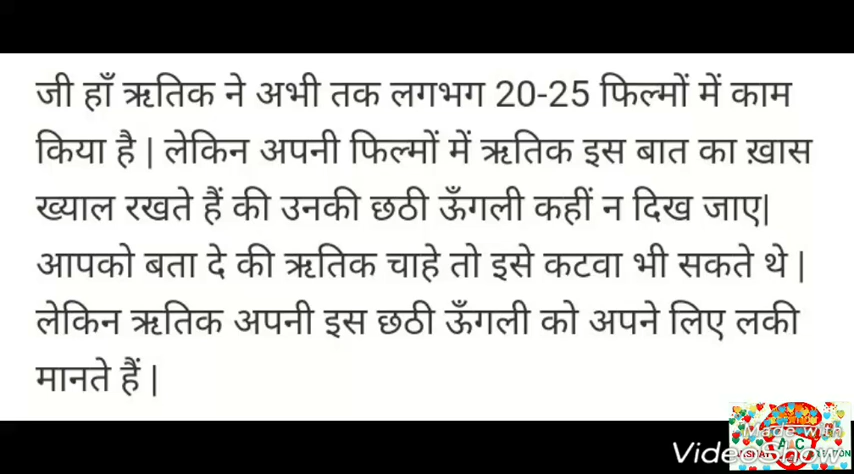 जी हाँ ऋतिक ने अभी तक लगभग 20-25 फिल्मों में काम
किया है | लेकिन अपनी फिल्मों में ऋतिक इस बात का ख़ास
ख्याल रखते हैं की उनकी छठी ऊँगली कहीं न दिख जाए|
आपको बता दे की ऋतिक चाहे तो इसे कटवा भी सकते थे |
लेकिन ऋतिक अपनी इस छठी ऊँगली को अपने लिए लकी
मानते हैं |
Made with
A C
VideoShow